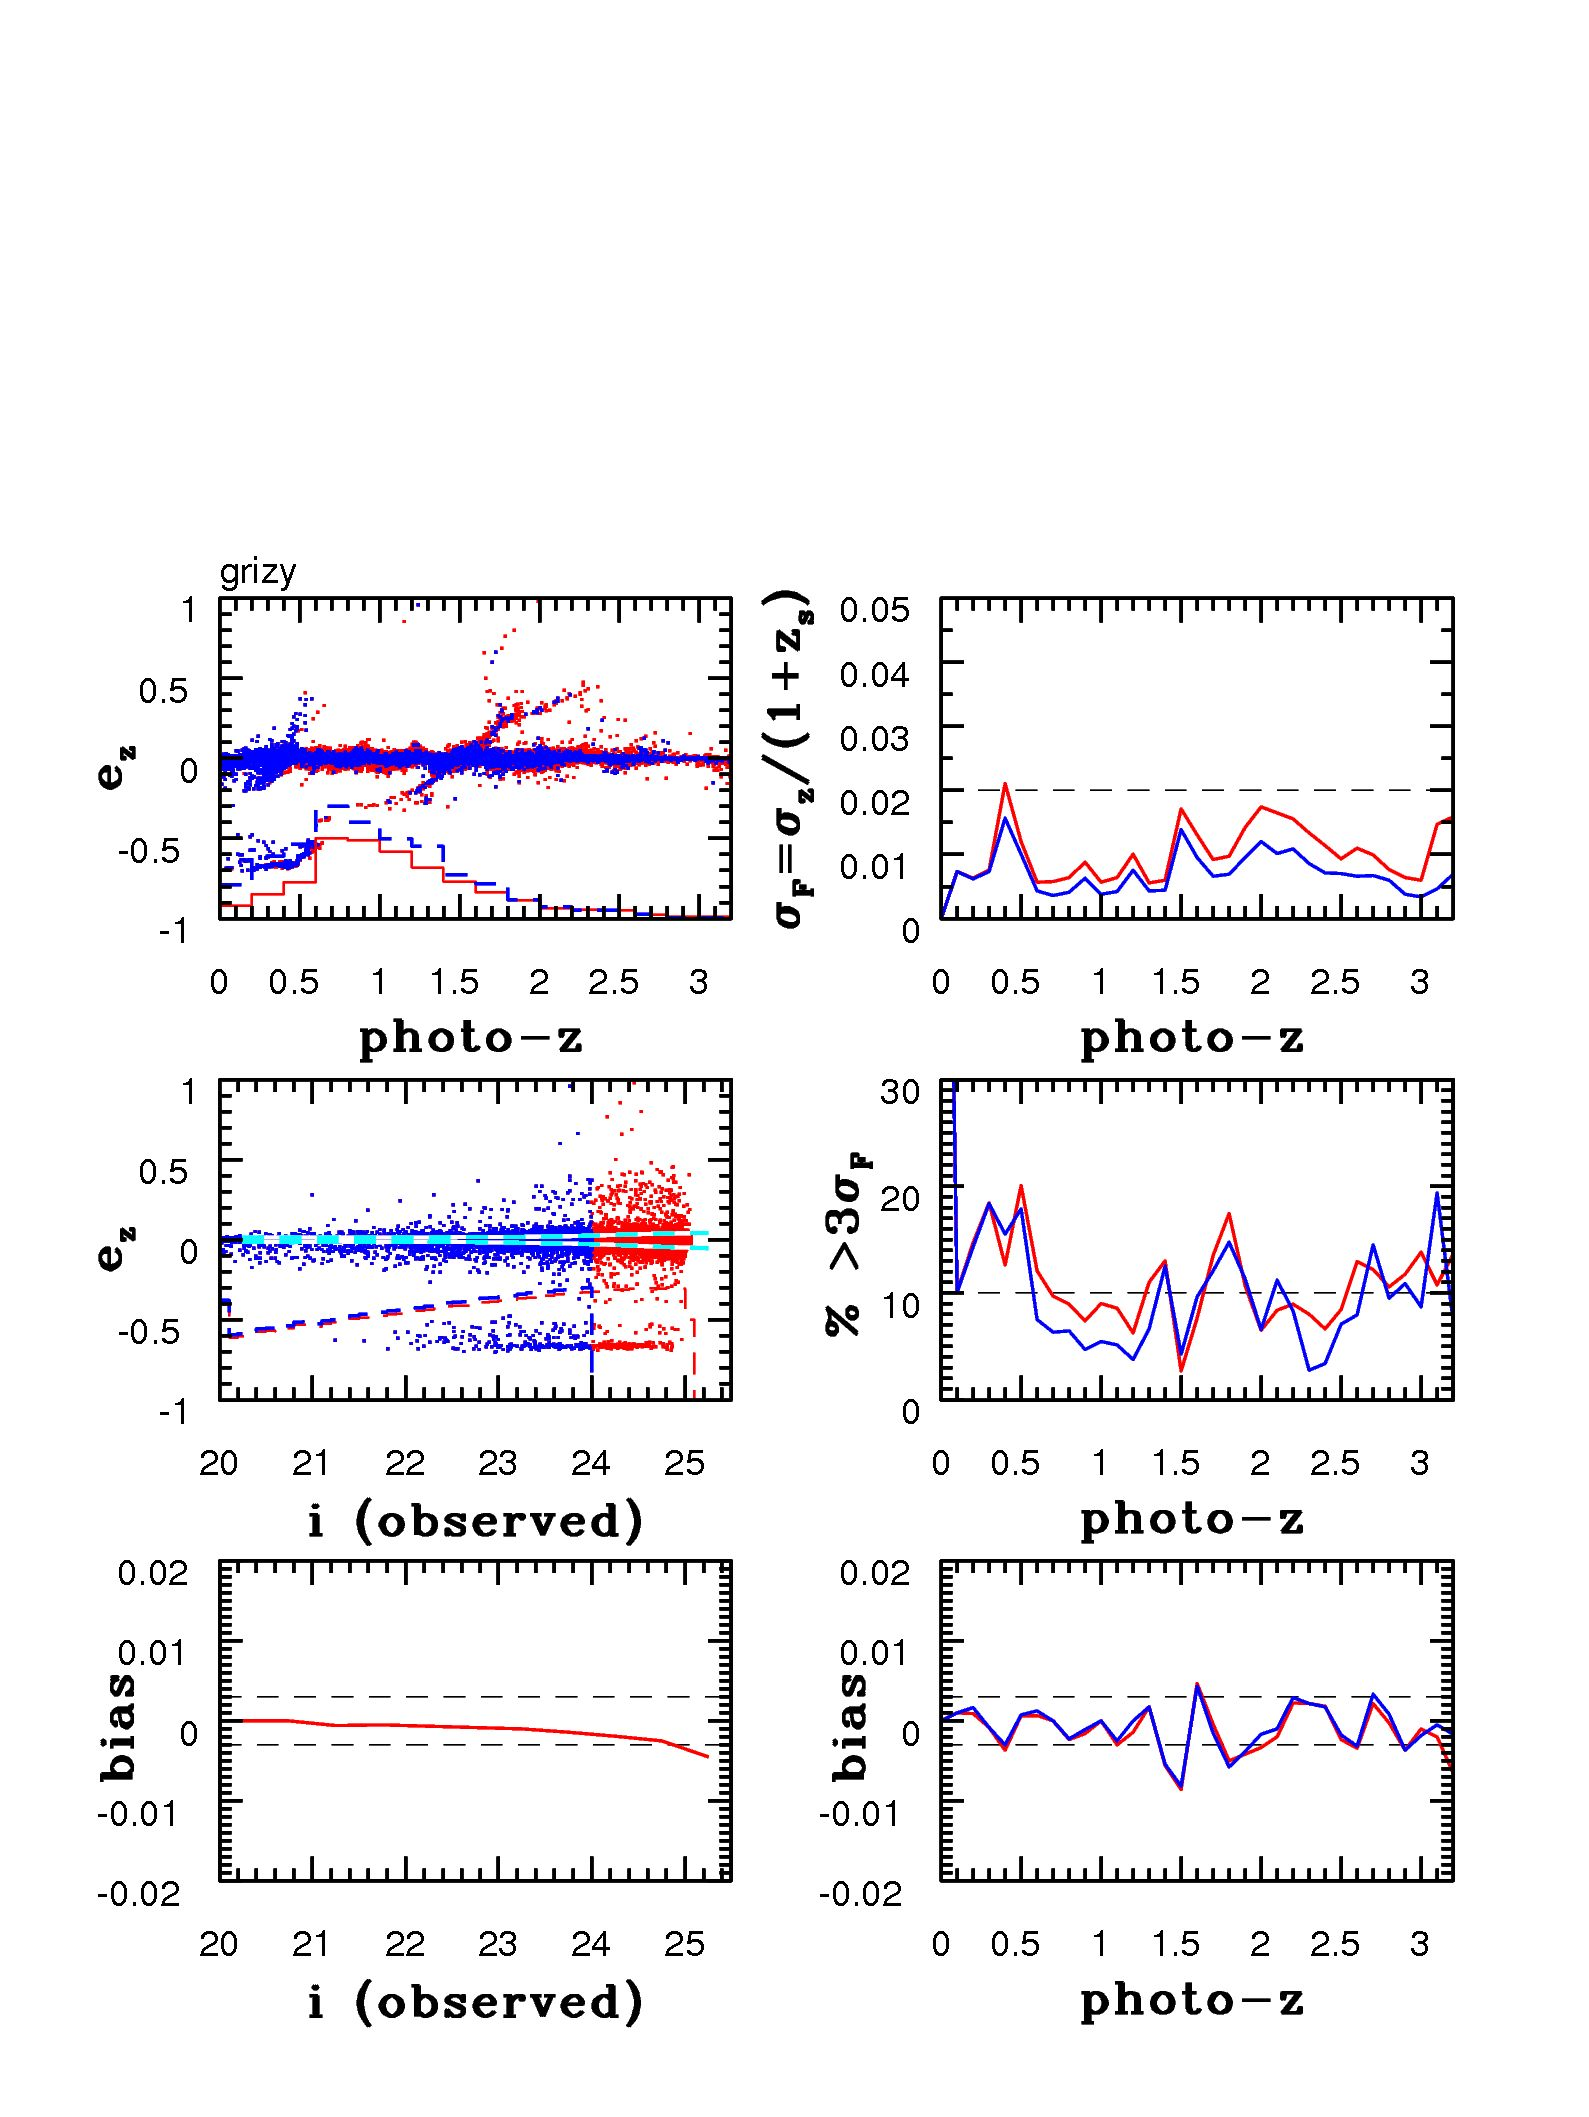 grizy
1
0.5
0
-0.5
-1
e_z
0 0.5 1 1.5 2 2.5 3
photo-z
0.05
0.04
0.03
0.02
0.01
0
σ_F=σ_z/(1+z_s)
0 0.5 1 1.5 2 2.5 3
photo-z
1
0.5
0
-0.5
-1
e_z
20 21 22 23 24 25
i (observed)
30
20
10
0
% >3σ_F
0 0.5 1 1.5 2 2.5 3
photo-z
0.02
0.01
0
-0.01
-0.02
bias
20 21 22 23 24 25
i (observed)
0.02
0.01
0
-0.01
-0.02
bias
0 0.5 1 1.5 2 2.5 3
photo-z